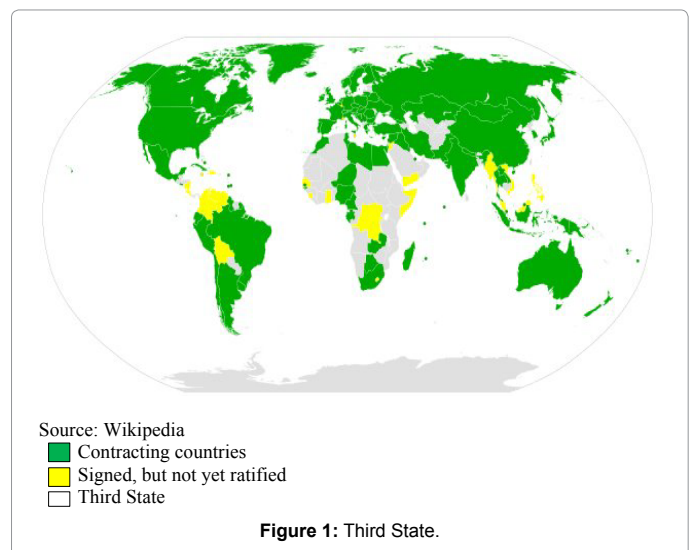 Source: Wikipedia
Contracting countries
Signed, but not yet ratified
Third State
Figure 1: Third State.